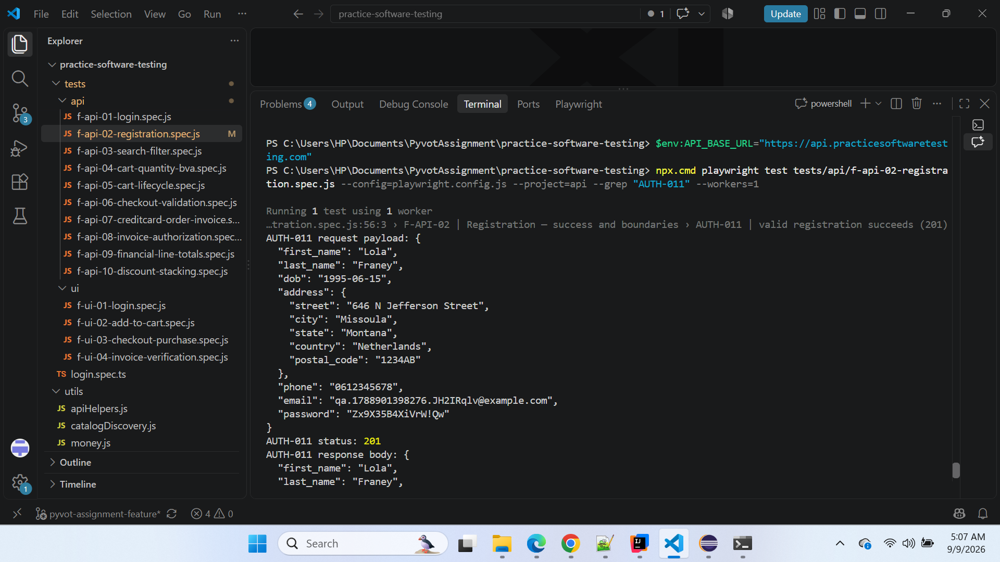 File Edit Selection View Go Run ···
practice-software-testing
1
Update
Explorer
practice-software-testing
tests
api
JS f-api-01-login.spec.js
JS f-api-02-registration.spec.js M
JS f-api-03-search-filter.spec.js
JS f-api-04-cart-quantity-bva.spec.js
JS f-api-05-cart-lifecycle.spec.js
JS f-api-06-checkout-validation.spec.js
JS f-api-07-creditcard-order-invoice.s...
JS f-api-08-invoice-authorization.spec...
JS f-api-09-financial-line-totals.spec.js
JS f-api-10-discount-stacking.spec.js
ui
JS f-ui-01-login.spec.js
JS f-ui-02-add-to-cart.spec.js
JS f-ui-03-checkout-purchase.spec.js
JS f-ui-04-invoice-verification.spec.js
TS login.spec.ts
utils
JS apiHelpers.js
JS catalogDiscovery.js
JS money.js
Outline
Timeline
3
1
Problems 4 Output Debug Console Terminal Ports Playwright
powershell
PS C:\Users\HP\Documents\PyvotAssignment\practice-software-testing> $env:API_BASE_URL="https://api.practicesoftwaretest
ing.com"
PS C:\Users\HP\Documents\PyvotAssignment\practice-software-testing> npx.cmd playwright test tests/api/f-api-02-registra
tion.spec.js --config=playwright.config.js --project=api --grep "AUTH-011" --workers=1
Running 1 test using 1 worker
…tration.spec.js:56:3 › F-API-02 | Registration — success and boundaries › AUTH-011 | valid registration succeeds (201)
AUTH-011 request payload: {
"first_name": "Lola",
"last_name": "Franey",
"dob": "1995-06-15",
"address": {
"street": "646 N Jefferson Street",
"city": "Missoula",
"state": "Montana",
"country": "Netherlands",
"postal_code": "1234AB"
},
"phone": "0612345678",
"email": "qa.1788901398276.JH2IRqlv@example.com",
"password": "Zx9X35B4XiVrW!Qw"
}
AUTH-011 status: 201
AUTH-011 response body: {
"first_name": "Lola",
"last_name": "Franey",
pyvot-assignment-feature* 4 0
Search
5:07 AM
9/9/2026